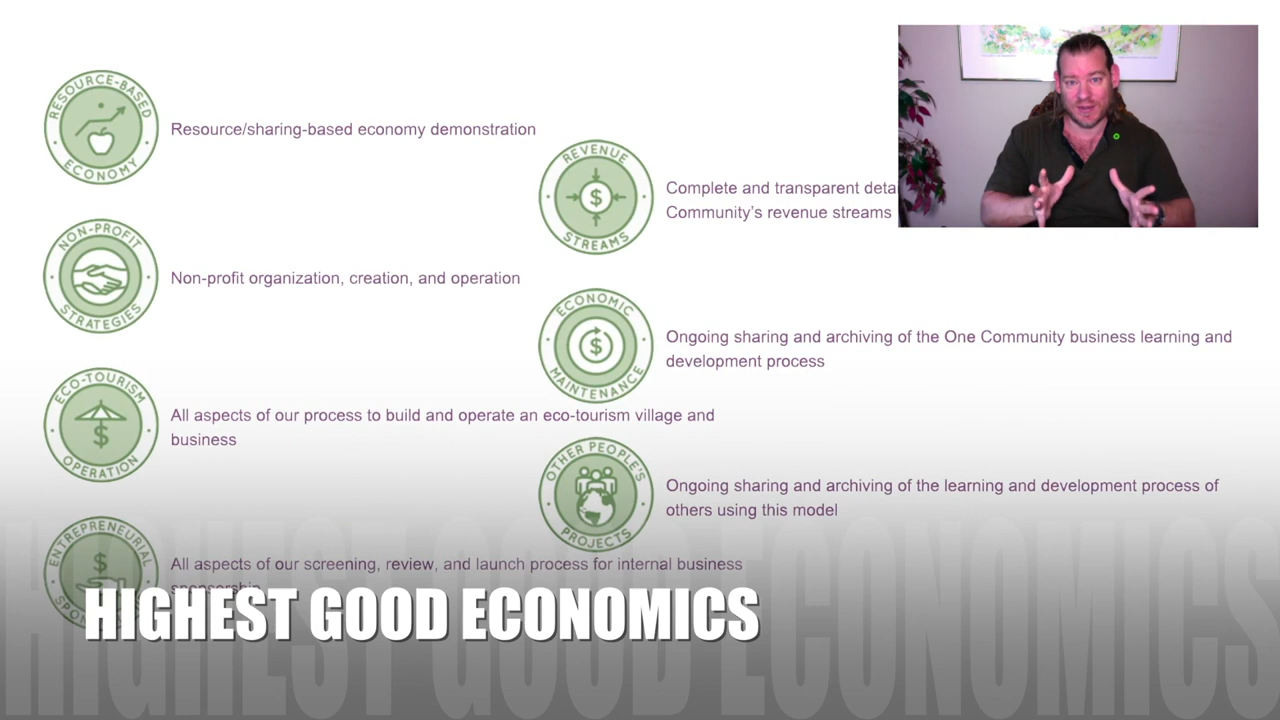 RESOURCE-BASED
ECONOMY
Resource/sharing-based economy demonstration
REVENUE
$
STREAMS
Complete and transparent
Community’s revenue streams
NON-PROFIT
STRATEGIES
Non-profit organization, creation, and operation
ECONOMIC
$
MAINTENANCE
Ongoing sharing and archiving of the One Community business learning and
development process
ECO-TOURISM
$
OPERATION
All aspects of our process to build and operate an eco-tourism village and
business
OTHER PEOPLE'S
PROJECTS
Ongoing sharing and archiving of the learning and development process of
others using this model
ENTREPRENEURIAL
$
All aspects of our screening, review, and launch process for internal business
HIGHEST GOOD ECONOMICS
HIGHEST GOOD ECONOMICS